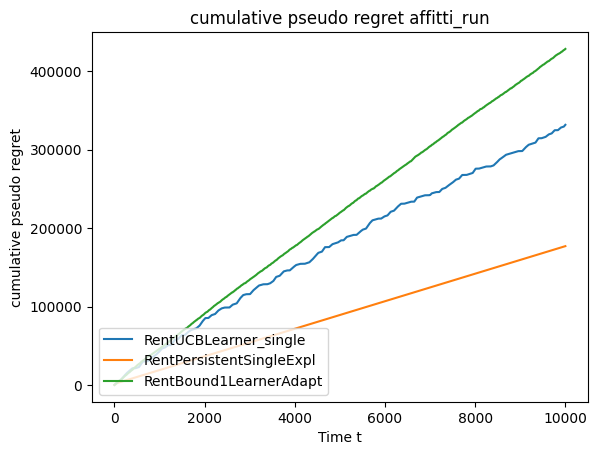 cumulative pseudo regret affitti_run
cumulative pseudo regret
400000
300000
200000
100000
0
RentUCBLearner_single
RentPersistentSingleExpl
RentBound1LearnerAdapt
0 2000 4000 6000 8000 10000
Time t